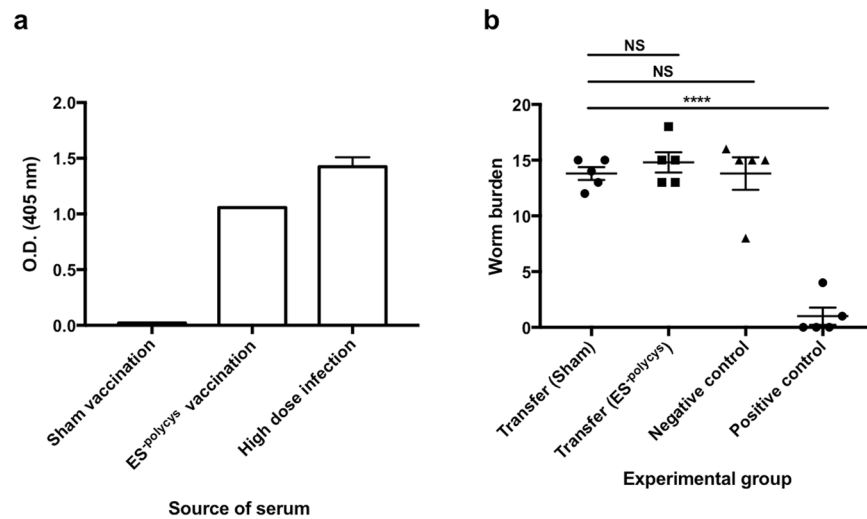 a
2.0
1.5
1.0
0.5
0.0
O.D. (405 nm)
Sham vaccination
ES-polycys vaccination
High dose infection
Source of serum
b
NS
NS
****
20
15
10
5
0
Worm burden
Transfer (Sham)
Transfer (ES-polycys)
Negative control
Positive control
Experimental group